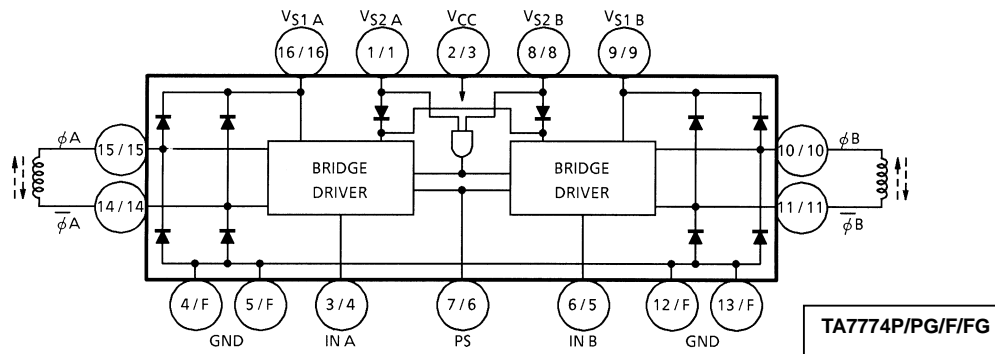 VS1 A VS2 A VCC VS2 B VS1 B
16 / 16 1 / 1 2 / 3 8 / 8 9 / 9
ϕA 15 / 15 10 / 10 ϕB
BRIDGE DRIVER
BRIDGE DRIVER
ϕ̅A 14 / 14 11 / 11 ϕ̅B
4 / F 5 / F 3 / 4 7 / 6 6 / 5 12 / F 13 / F
GND IN A PS IN B GND
TA7774P/PG/F/FG